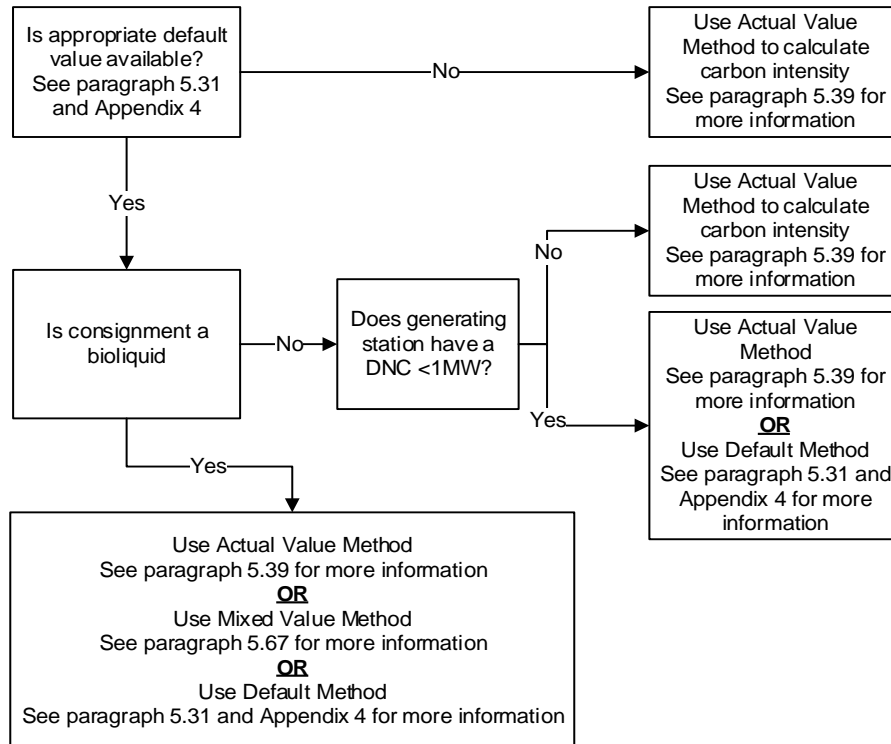 Is appropriate default
value available?
See paragraph 5.31
and Appendix 4
No
Use Actual Value
Method to calculate
carbon intensity
See paragraph 5.39 for
more information
Yes
Is consignment a
bioliquid
No
Does generating
station have a
DNC <1MW?
No
Use Actual Value
Method to calculate
carbon intensity
See paragraph 5.39 for
more information
Yes
Use Actual Value
Method
See paragraph 5.39 for
more information
OR
Use Default Method
See paragraph 5.31 and
Appendix 4 for more
information
Yes
Use Actual Value Method
See paragraph 5.39 for more information
OR
Use Mixed Value Method
See paragraph 5.67 for more information
OR
Use Default Method
See paragraph 5.31 and Appendix 4 for more information